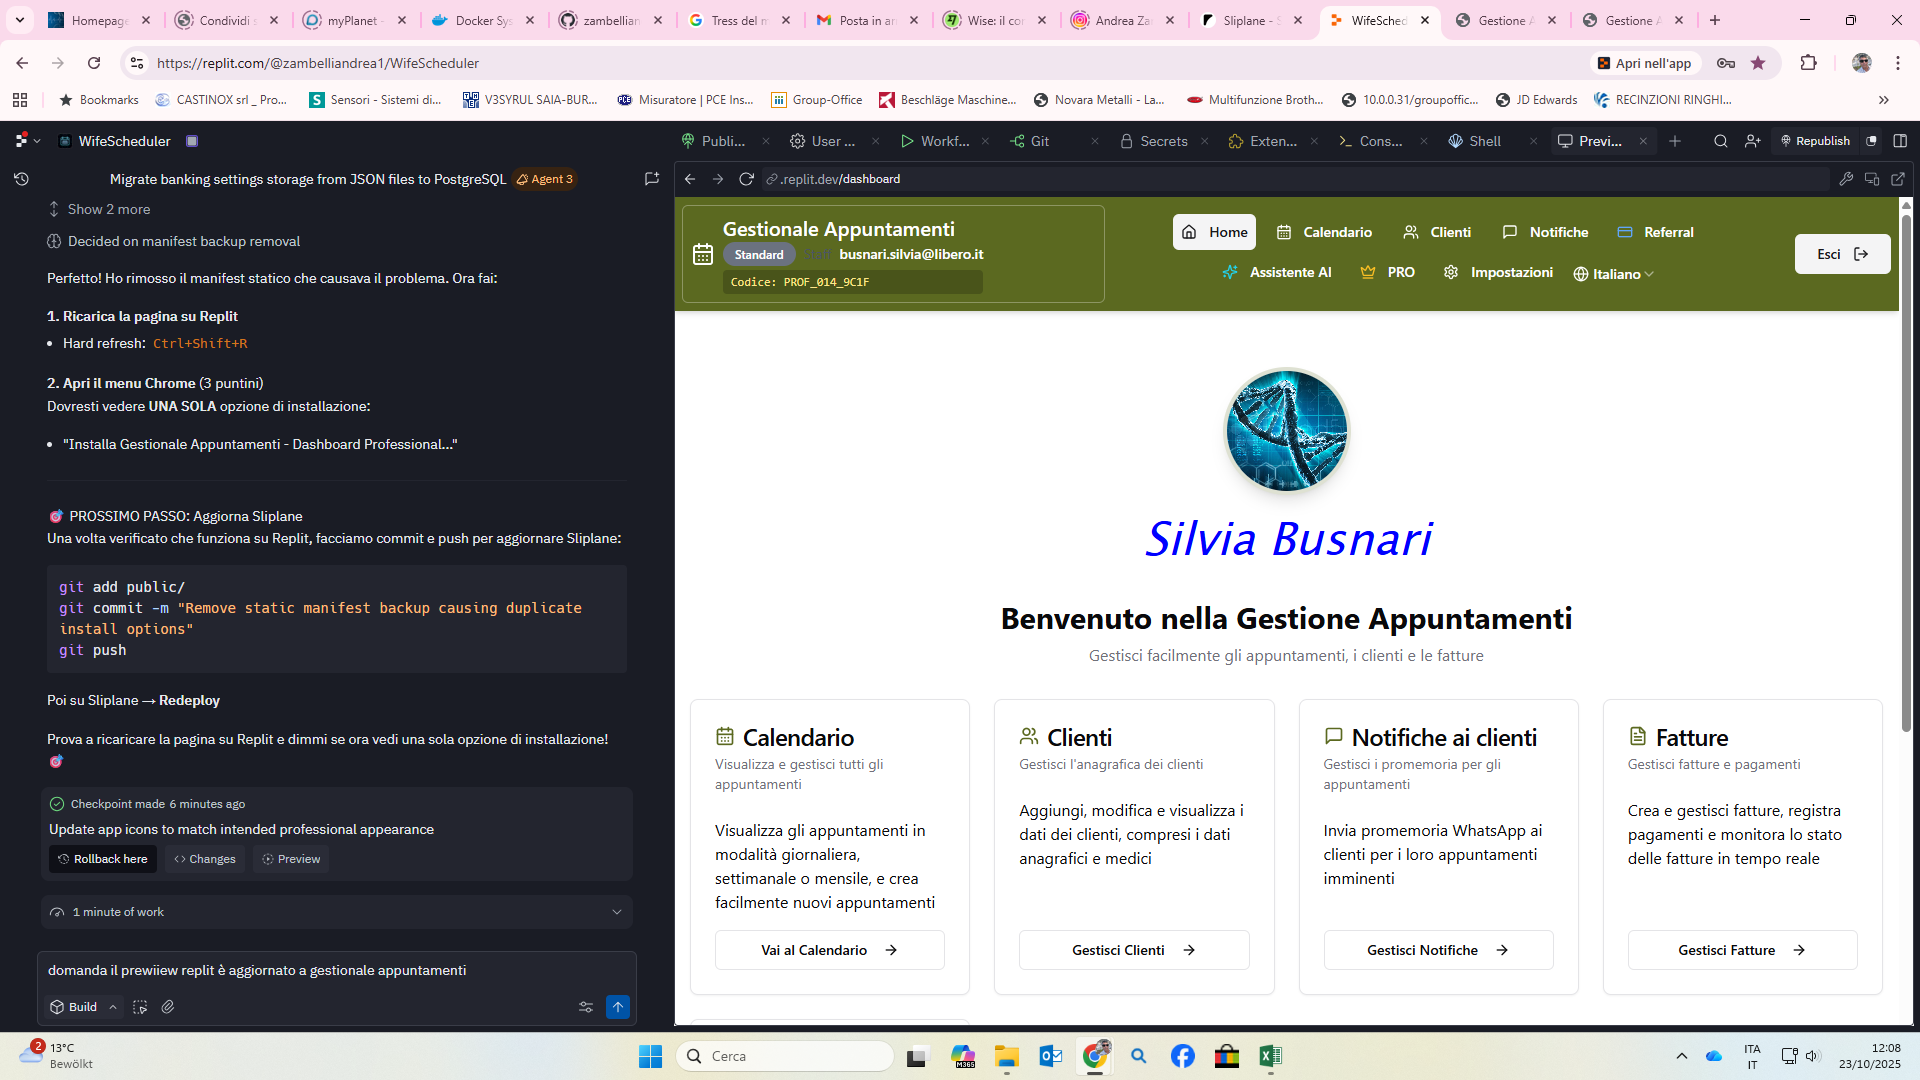 Homepage
Condividi s
myPlanet -
Docker Sys
zambellian
Tress del m
Posta in arr
Wise: il con
Andrea Za
Sliplane - S
WifeSched
Gestione A
Gestione A
https://replit.com/@zambelliandrea1/WifeScheduler
Apri nell'app
Bookmarks
CASTINOX srl _ Pro...
Sensori - Sistemi di...
V3SYRUL SAIA-BUR...
Misuratore | PCE Ins...
Group-Office
Beschläge Maschine...
Novara Metalli - La...
Multifunzione Broth...
10.0.0.31/groupoffic...
JD Edwards
RECINZIONI RINGHI...
WifeScheduler
Publi...
User ...
Workf...
Git
Secrets
Exten...
Cons...
Shell
Previ...
Republish
Migrate banking settings storage from JSON files to PostgreSQL
Agent 3
Show 2 more
Decided on manifest backup removal
Perfetto! Ho rimosso il manifest statico che causava il problema. Ora fai:
1. Ricarica la pagina su Replit
• Hard refresh: Ctrl+Shift+R
2. Apri il menu Chrome (3 puntini)
Dovresti vedere UNA SOLA opzione di installazione:
• "Installa Gestionale Appuntamenti - Dashboard Professional..."
🎯 PROSSIMO PASSO: Aggiorna Sliplane
Una volta verificato che funziona su Replit, facciamo commit e push per aggiornare Sliplane:
git add public/
git commit -m "Remove static manifest backup causing duplicate
install options"
git push
Poi su Sliplane → Redeploy
Prova a ricaricare la pagina su Replit e dimmi se ora vedi una sola opzione di installazione!
🎯
Checkpoint made 6 minutes ago
Update app icons to match intended professional appearance
Rollback here
Changes
Preview
1 minute of work
domanda il prewiiew replit è aggiornato a gestionale appuntamenti
Build
.replit.dev/dashboard
Gestionale Appuntamenti
Standard Staff busnari.silvia@libero.it
Codice: PROF_014_9C1F
Home
Calendario
Clienti
Notifiche
Referral
Assistente AI
PRO
Impostazioni
Italiano
Esci
Silvia Busnari
Benvenuto nella Gestione Appuntamenti
Gestisci facilmente gli appuntamenti, i clienti e le fatture
Calendario
Visualizza e gestisci tutti gli
appuntamenti
Visualizza gli appuntamenti in
modalità giornaliera,
settimanale o mensile, e crea
facilmente nuovi appuntamenti
Vai al Calendario →
Clienti
Gestisci l'anagrafica dei clienti
Aggiungi, modifica e visualizza i
dati dei clienti, compresi i dati
anagrafici e medici
Gestisci Clienti →
Notifiche ai clienti
Gestisci i promemoria per gli
appuntamenti
Invia promemoria WhatsApp ai
clienti per i loro appuntamenti
imminenti
Gestisci Notifiche →
Fatture
Gestisci fatture e pagamenti
Crea e gestisci fatture, registra
pagamenti e monitora lo stato
delle fatture in tempo reale
Gestisci Fatture →
2
13°C
Bewölkt
Cerca
M365
ITA
IT
12:08
23/10/2025